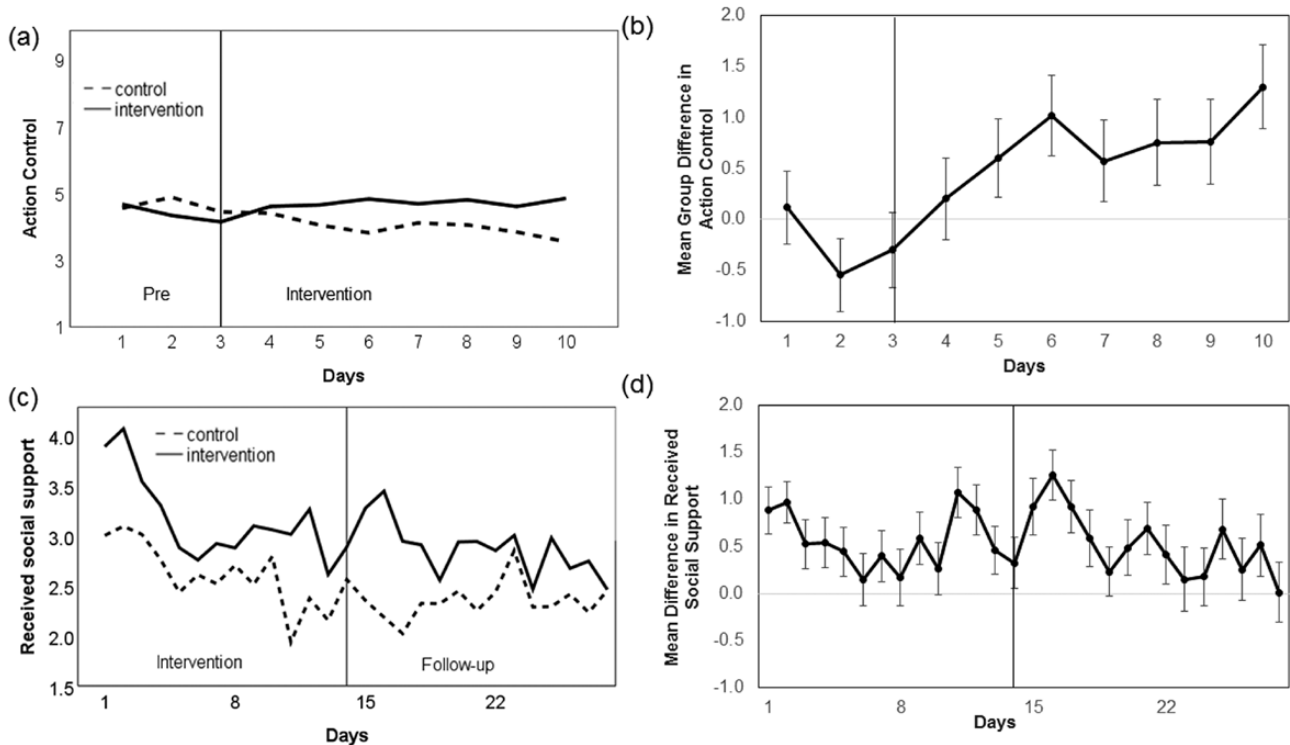 (a)
9
7
5
3
1
Action Control
control
intervention
Pre
Intervention
1 2 3 4 5 6 7 8 9 10
Days
(b)
2.0
1.5
1.0
0.5
0.0
-0.5
-1.0
Mean Group Difference in
Action Control
1 2 3 4 5 6 7 8 9 10
Days
(c)
4.0
3.5
3.0
2.5
2.0
1.5
Received social support
control
intervention
Intervention
Follow-up
1 8 15 22
Days
(d)
2.0
1.5
1.0
0.5
0.0
-0.5
-1.0
Mean Difference in Received
Social Support
1 8 15 22
Days